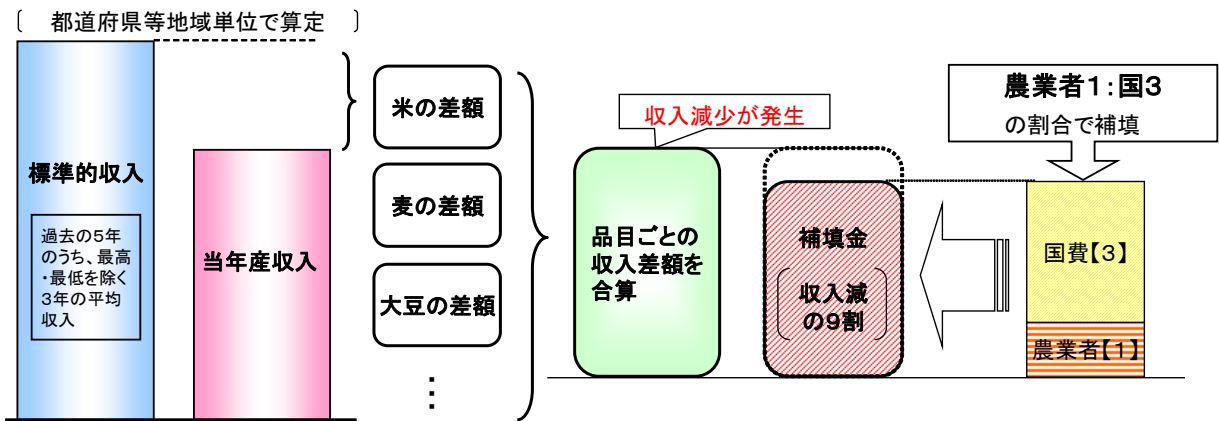 〔 都道府県等地域単位で算定 〕
標準的収入
過去の5年
のうち、最高
・最低を除く
3年の平均
収入
当年産収入
米の差額
麦の差額
大豆の差額
⋮
収入減少が発生
品目ごとの
収入差額を
合算
補填金
収入減
の9割
農業者1：国3
の割合で補填
国費【3】
農業者【1】